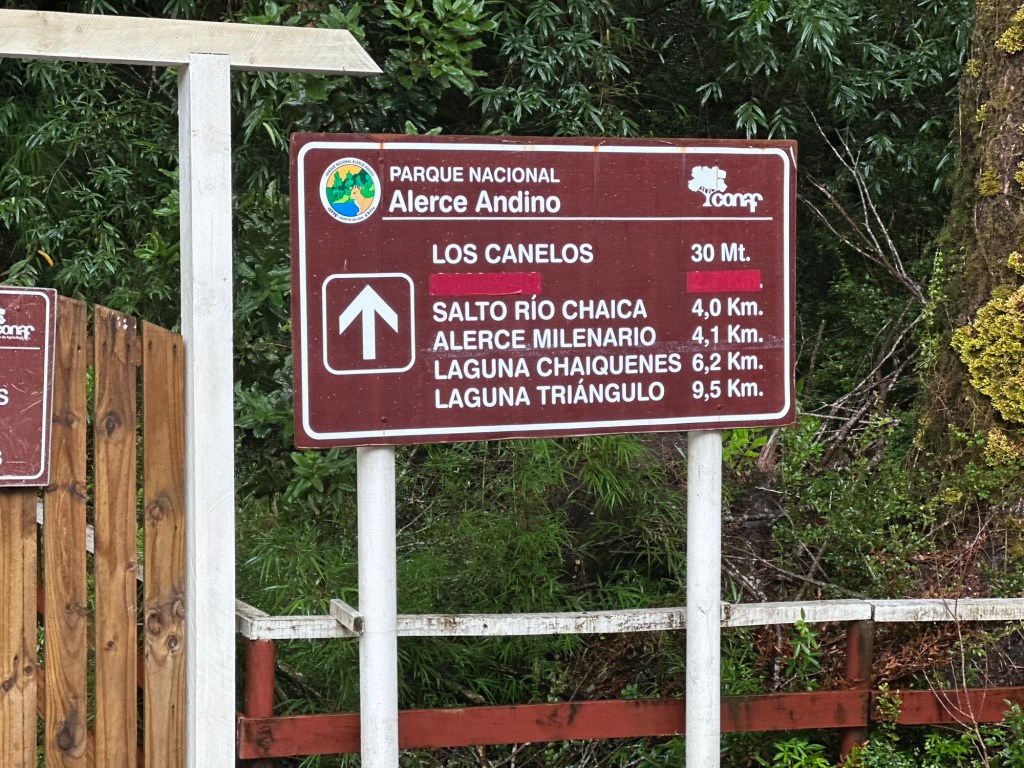 PARQUE NACIONAL
Alerce Andino
CONAF
LOS CANELOS 30 Mt.
SALTO RÍO CHAICA 4,0 Km.
ALERCE MILENARIO 4,1 Km.
LAGUNA CHAIQUENES 6,2 Km.
LAGUNA TRIÁNGULO 9,5 Km.